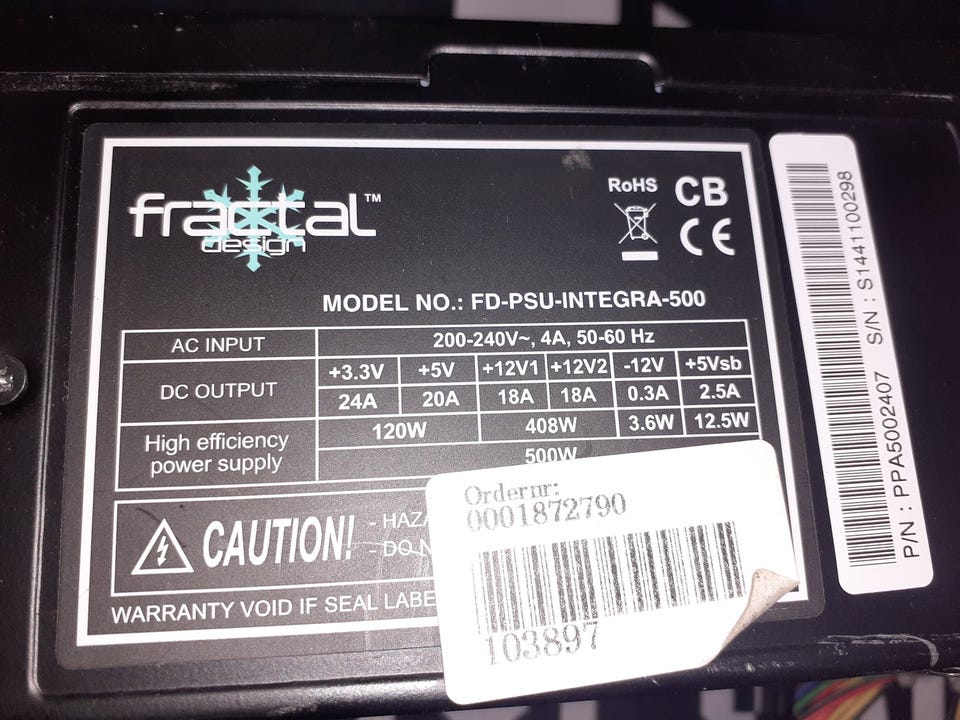 fractal™
design
RoHS CB
CE
MODEL NO.: FD-PSU-INTEGRA-500
AC INPUT 200-240V~, 4A, 50-60 Hz
DC OUTPUT +3.3V +5V +12V1 +12V2 -12V +5Vsb
24A 20A 18A 18A 0.3A 2.5A
High efficiency power supply 120W 408W 3.6W 12.5W
500W
CAUTION! - HAZA
- DO N
WARRANTY VOID IF SEAL LABE
Ordernr:
0001872790
103897
P/N : PPA5002407 S/N : S1441100298